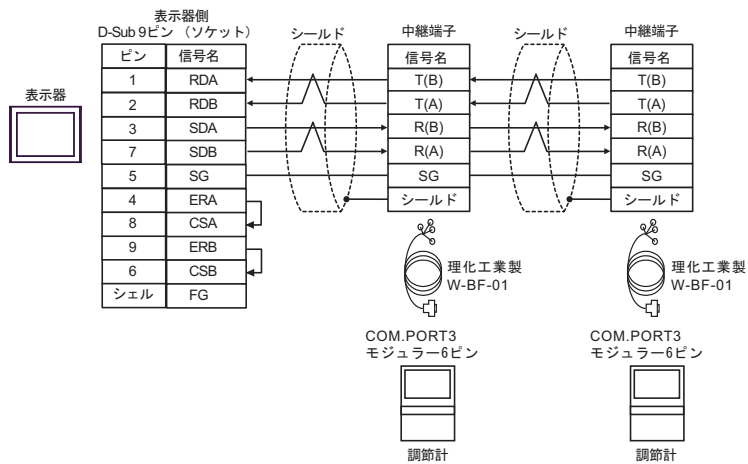 表示器
表示器側
D-Sub 9ピン （ソケット）
ピン 信号名
1 RDA
2 RDB
3 SDA
7 SDB
5 SG
4 ERA
8 CSA
9 ERB
6 CSB
シェル FG
シールド
中継端子
信号名
T(B)
T(A)
R(B)
R(A)
SG
シールド
理化工業製
W-BF-01
COM.PORT3
モジュラー6ピン
調節計
シールド
中継端子
信号名
T(B)
T(A)
R(B)
R(A)
SG
シールド
理化工業製
W-BF-01
COM.PORT3
モジュラー6ピン
調節計